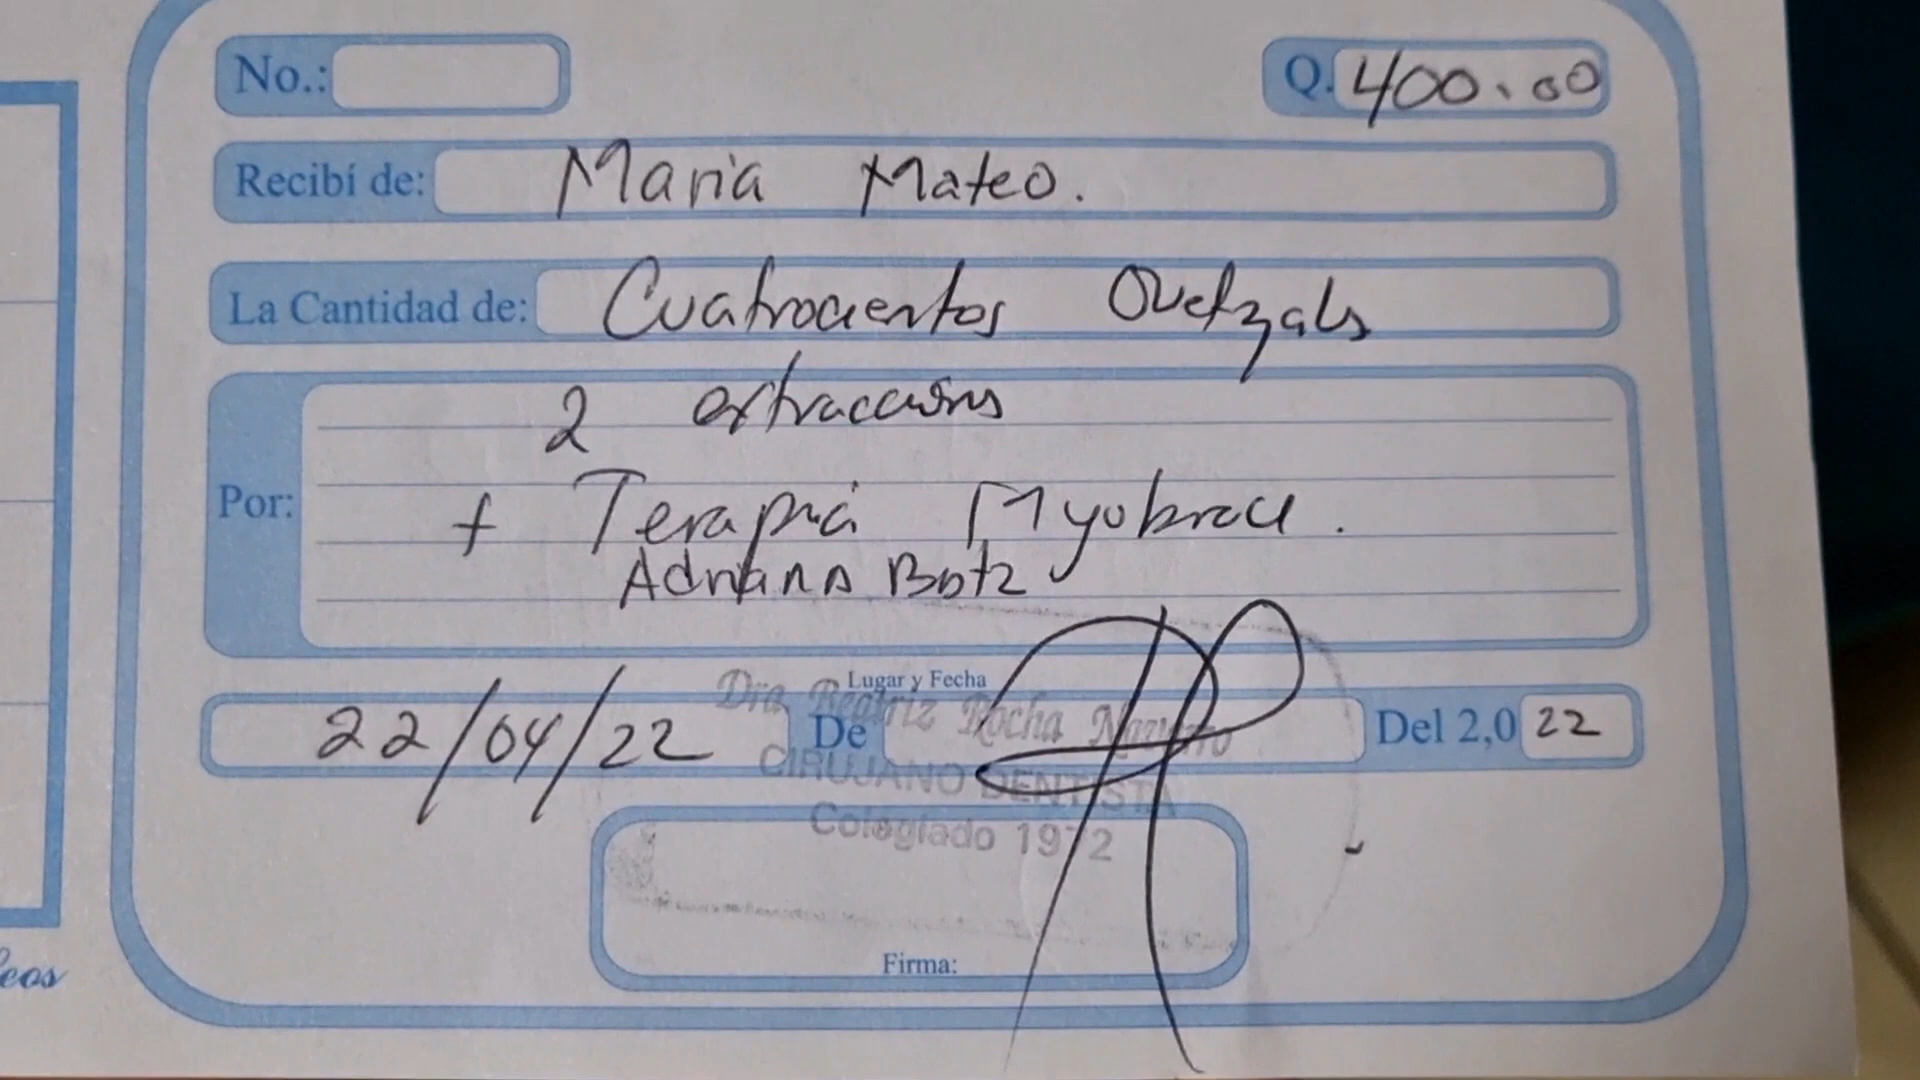 No.:
Q. 400.00
Recibí de: Maria Mateo.
La Cantidad de: Cuatrocientos Quetzals
2 extraccions
Por:
+ Terapia Myobrace.
Adriana Botz
Lugar y Fecha
22/04/22 De Del 2,0 22
Dra Beatriz Rocha Navarro
CIRUJANO DENTISTA
Colegiado 1972
Firma: